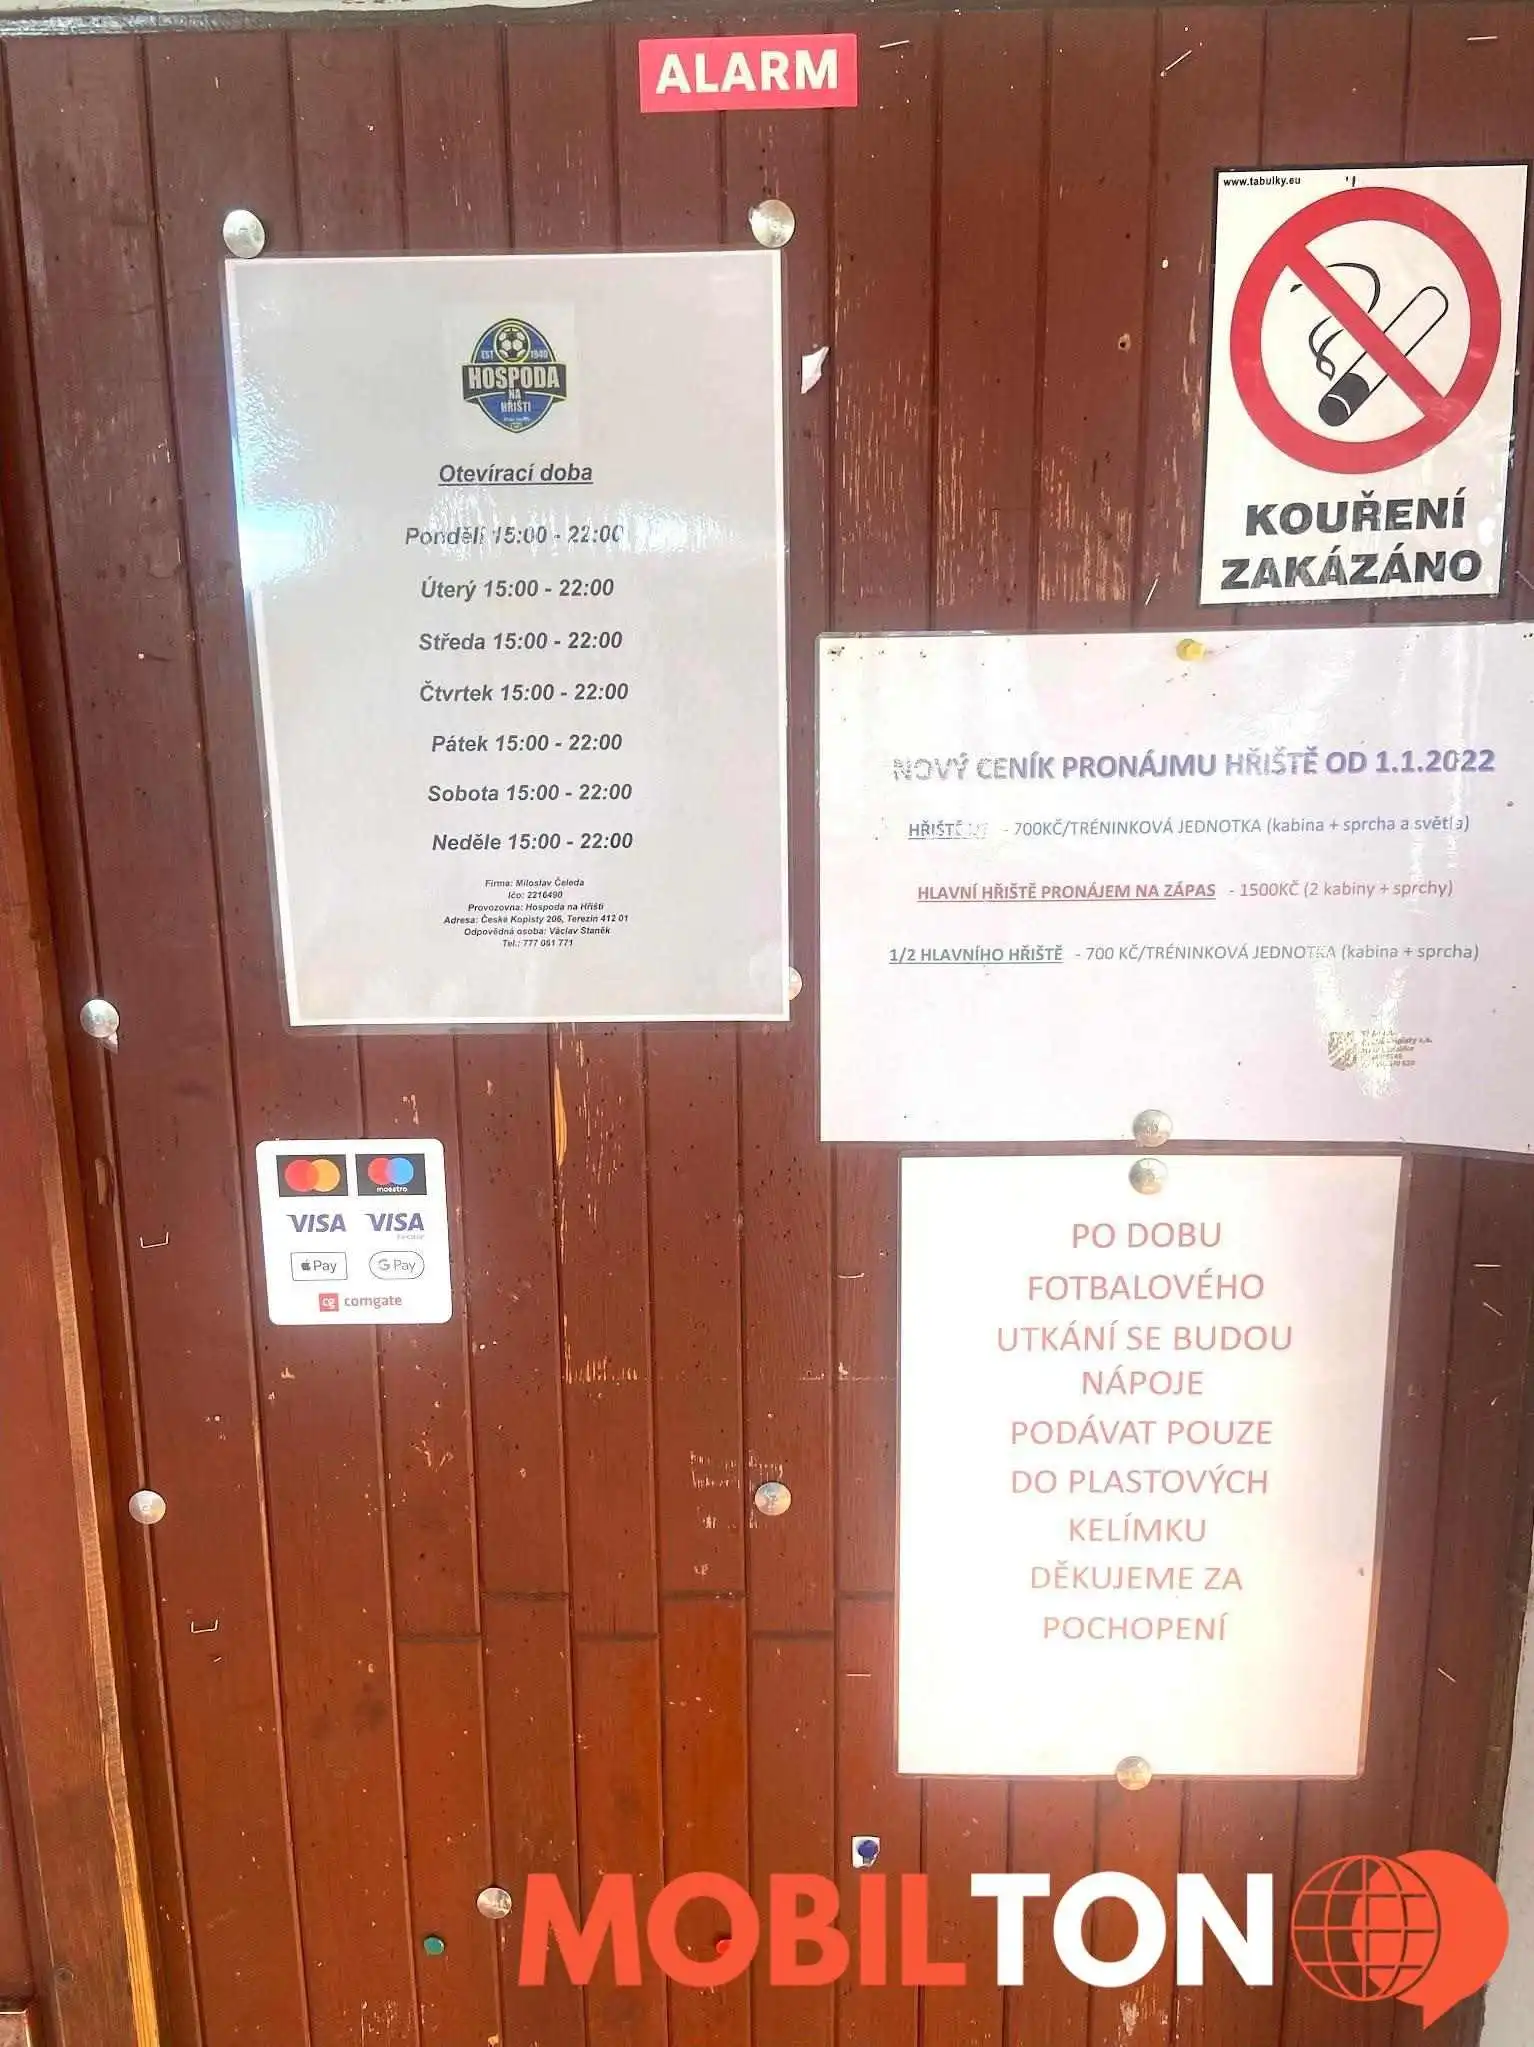 ALARM
www.tabulky.eu
KOUŘENÍ
ZAKÁZÁNO
EST 1940
HOSPODA
NA
HŘIŠTI
Otevírací doba
Pondělí 15:00 - 22:00
Úterý 15:00 - 22:00
Středa 15:00 - 22:00
Čtvrtek 15:00 - 22:00
Pátek 15:00 - 22:00
Sobota 15:00 - 22:00
Neděle 15:00 - 22:00
Firma: Miloslav Čeleda
Ičo: 2216490
Provozovna: Hospoda na Hřišti
Adresa: České Kopisty 206, Terezín 412 01
Odpovědná osoba: Václav Staněk
Tel.: 777 061 771
NOVÝ CENÍK PRONÁJMU HŘIŠTĚ OD 1.1.2022
HŘIŠTĚ - 700KČ/TRÉNINKOVÁ JEDNOTKA (kabina + sprcha a světla)
HLAVNÍ HŘIŠTĚ PRONÁJEM NA ZÁPAS - 1500KČ (2 kabiny + sprchy)
1/2 HLAVNÍHO HŘIŠTĚ - 700 KČ/TRÉNINKOVÁ JEDNOTKA (kabina + sprcha)
maestro
VISA VISA
Pay G Pay
cg comgate
PO DOBU
FOTBALOVÉHO
UTKÁNÍ SE BUDOU
NÁPOJE
PODÁVAT POUZE
DO PLASTOVÝCH
KELÍMKU
DĚKUJEME ZA
POCHOPENÍ
MOBILTON